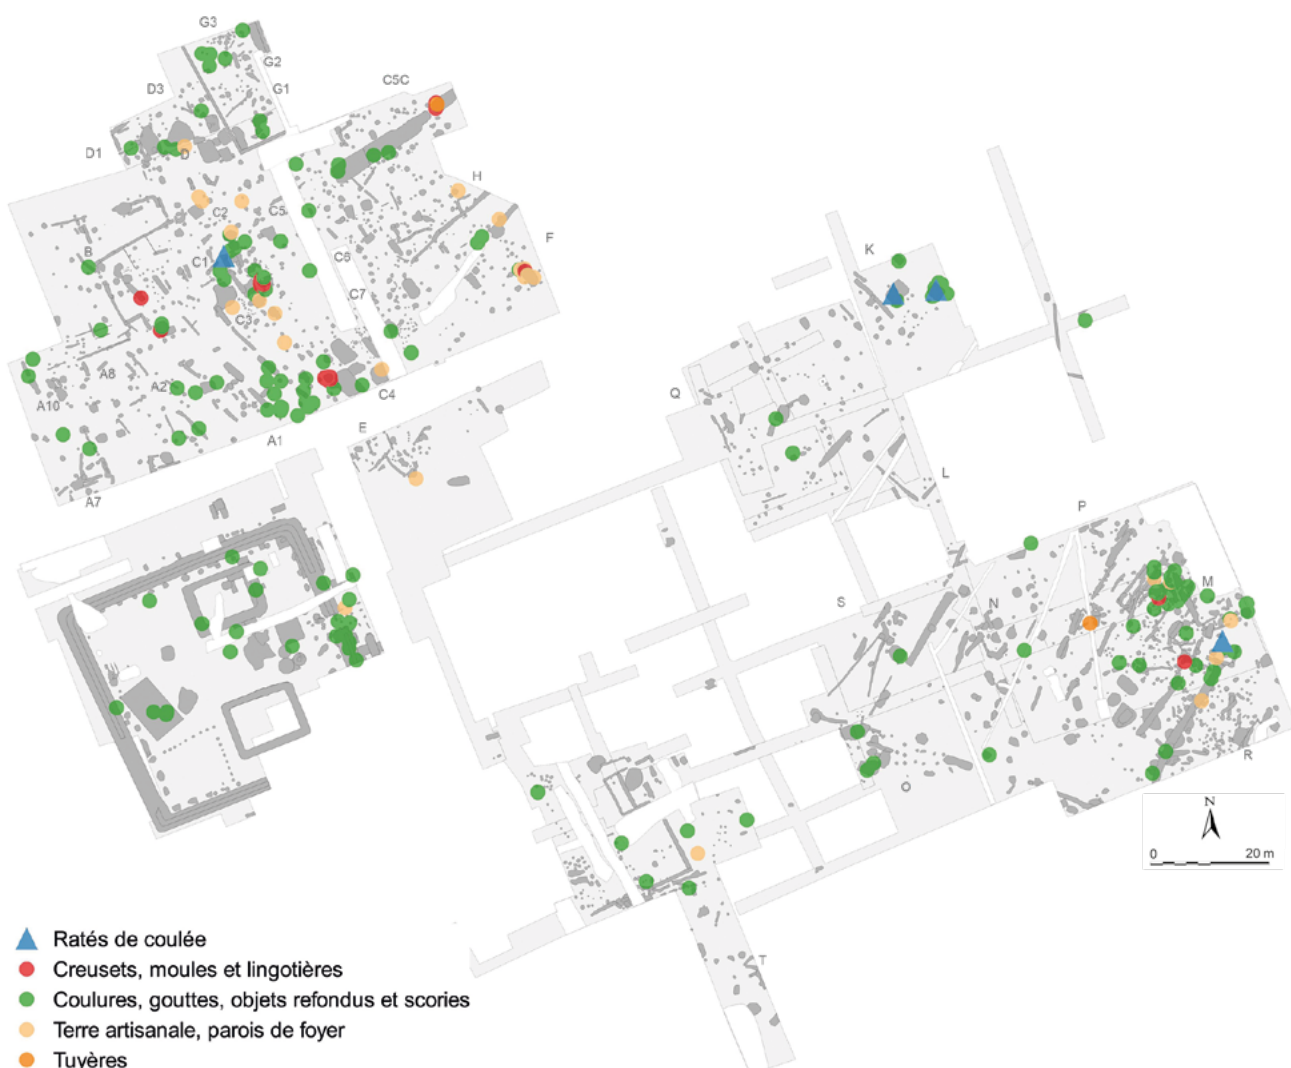 G3
G2
D3
G1
C5C
D1
D
H
C2
C5
F
B
C1
C6
K
C7
C3
A8
A2
A10
C4
Q
E
A1
L
A7
P
M
S
N
R
O
N
0 20 m
T
Ratés de coulée
Creusets, moules et lingotières
Coulures, gouttes, objets refondus et scories
Terre artisanale, parois de foyer
Tuyères